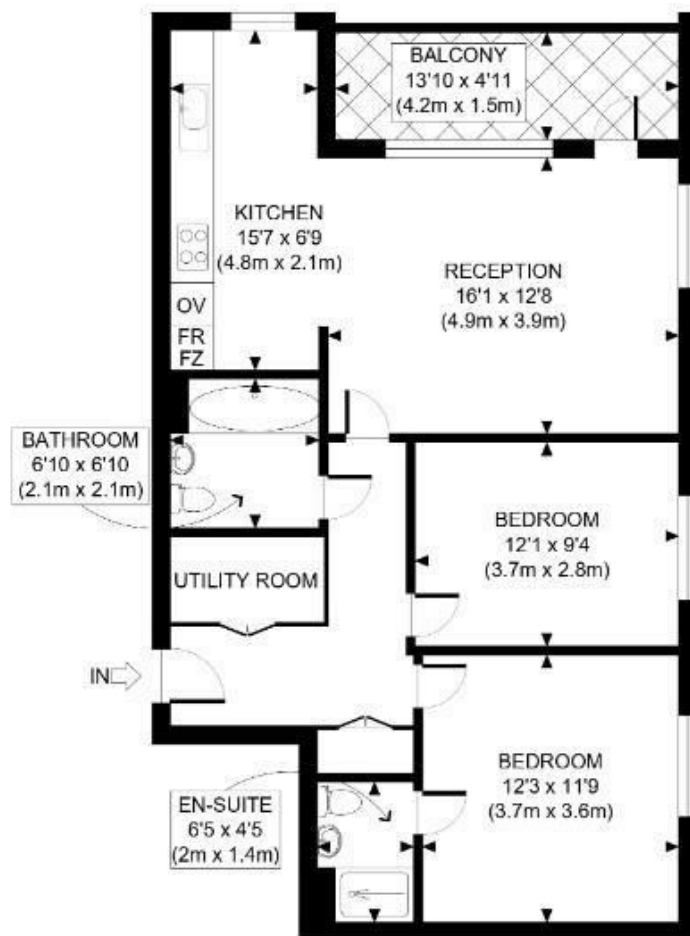 BALCONY
13'10 x 4'11
(4.2m x 1.5m)
KITCHEN
15'7 x 6'9
(4.8m x 2.1m)
RECEPTION
16'1 x 12'8
(4.9m x 3.9m)
OV
FR
FZ
BATHROOM
6'10 x 6'10
(2.1m x 2.1m)
BEDROOM
12'1 x 9'4
(3.7m x 2.8m)
UTILITY ROOM
IN
BEDROOM
12'3 x 11'9
(3.7m x 3.6m)
EN-SUITE
6'5 x 4'5
(2m x 1.4m)